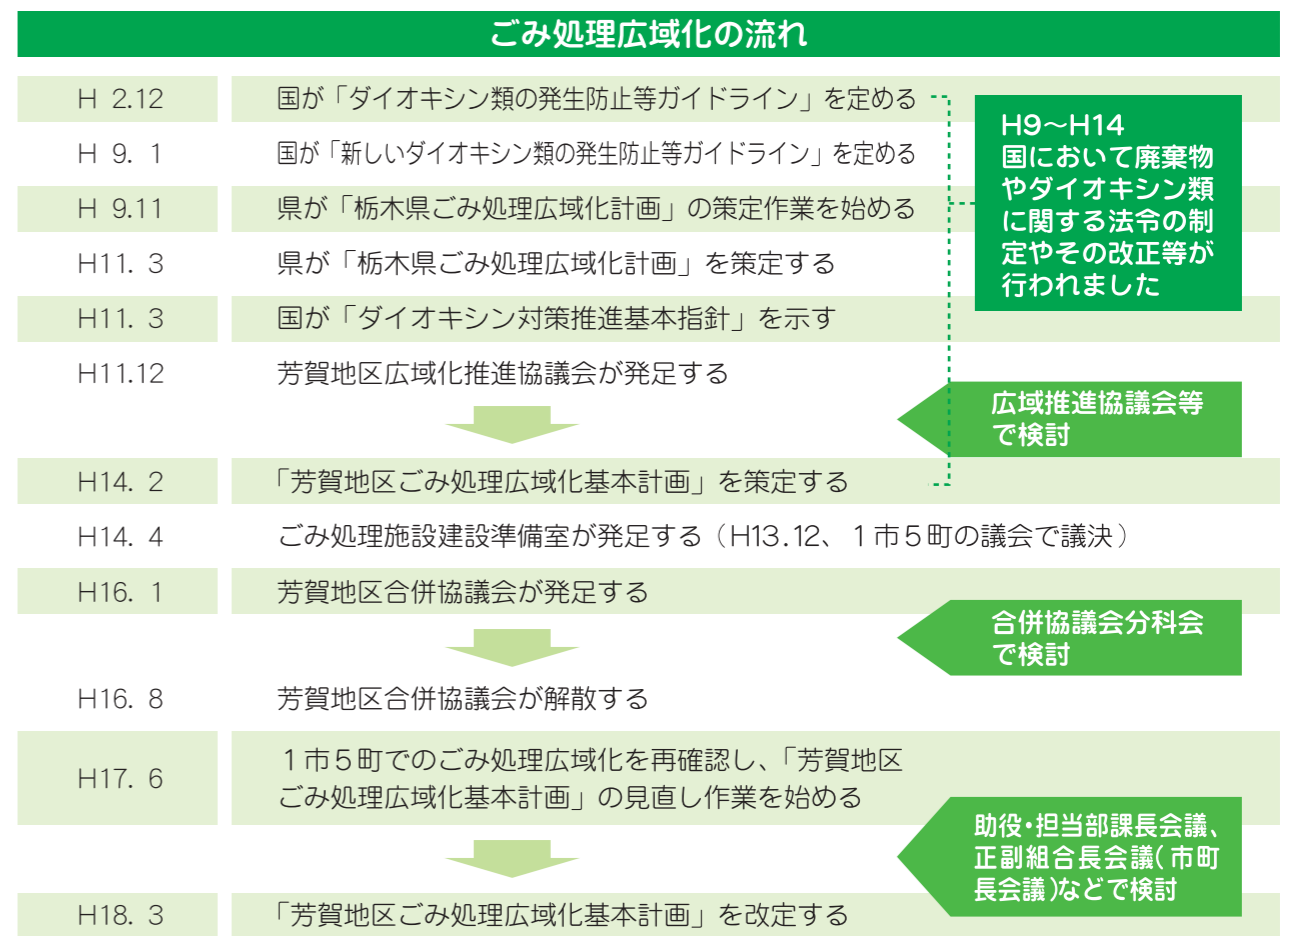 ごみ処理広域化の流れ
H 2.12 国が「ダイオキシン類の発生防止等ガイドライン」を定める
H 9. 1 国が「新しいダイオキシン類の発生防止等ガイドライン」を定める
H 9.11 県が「栃木県ごみ処理広域化計画」の策定作業を始める
H11. 3 県が「栃木県ごみ処理広域化計画」を策定する
H11. 3 国が「ダイオキシン対策推進基本指針」を示す
H9〜H14
国において廃棄物
やダイオキシン類
に関する法令の制
定やその改正等が
行われました
H11.12 芳賀地区広域化推進協議会が発足する
広域推進協議会等
で検討
H14. 2 「芳賀地区ごみ処理広域化基本計画」を策定する
H14. 4 ごみ処理施設建設準備室が発足する（H13.12、１市５町の議会で議決）
H16. 1 芳賀地区合併協議会が発足する
合併協議会分科会
で検討
H16. 8 芳賀地区合併協議会が解散する
H17. 6 １市５町でのごみ処理広域化を再確認し、「芳賀地区
ごみ処理広域化基本計画」の見直し作業を始める
助役・担当部課長会議、
正副組合長会議（市町
長会議）などで検討
H18. 3 「芳賀地区ごみ処理広域化基本計画」を改定する